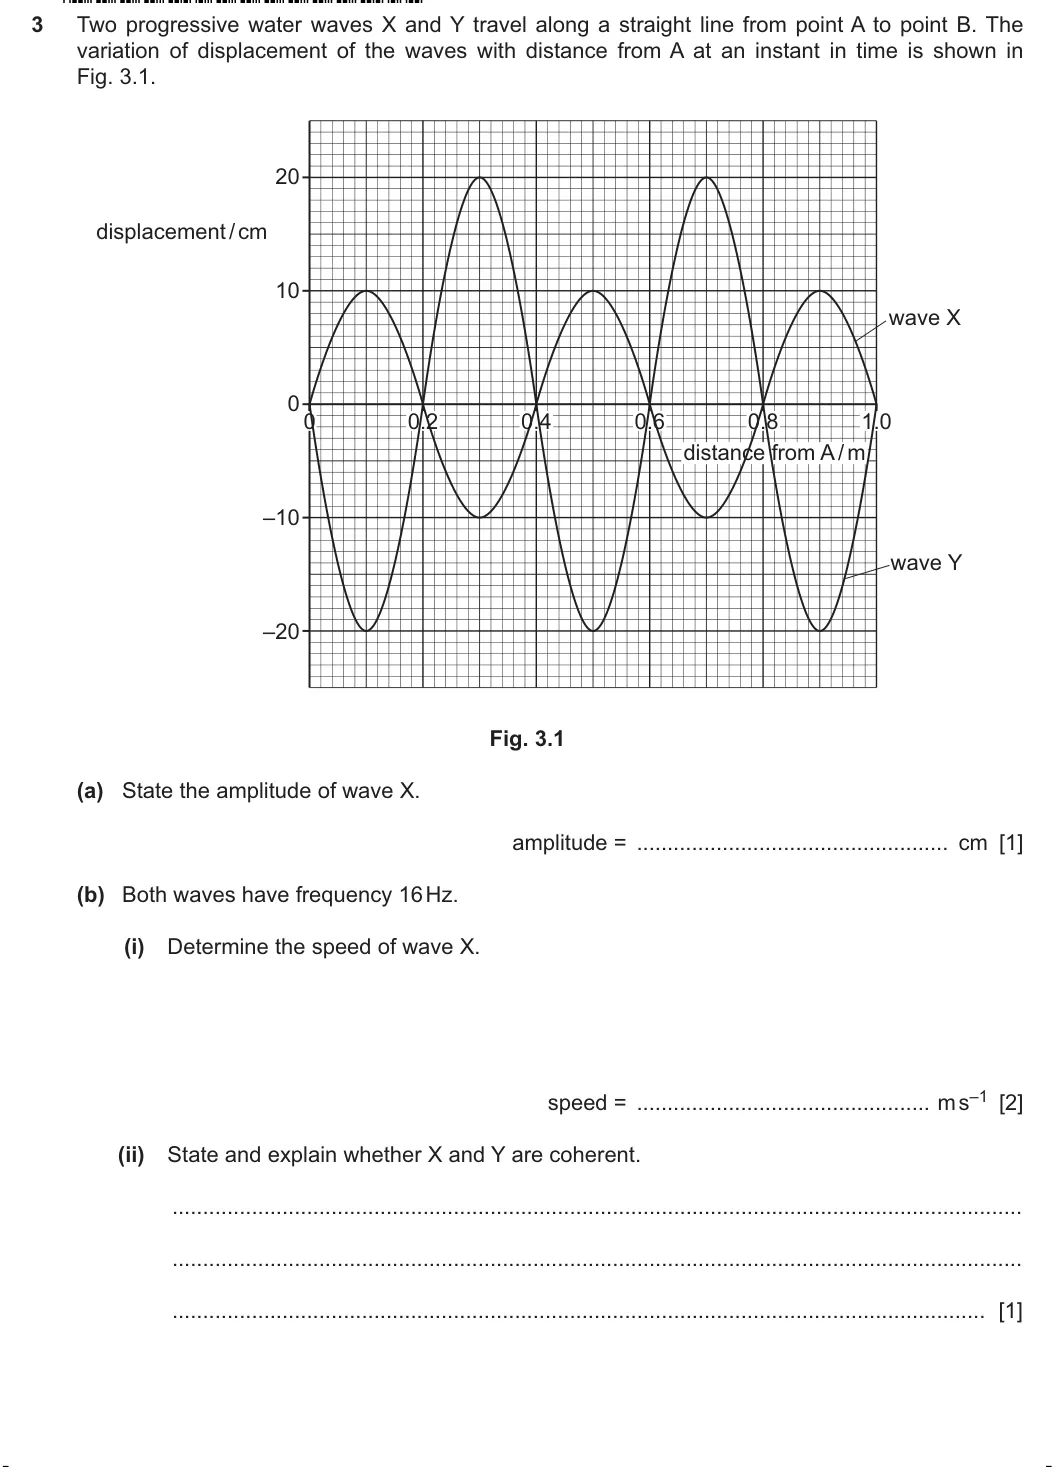 3 Two progressive water waves X and Y travel along a straight line from point A to point B. The
variation of displacement of the waves with distance from A at an instant in time is shown in
Fig. 3.1.
20
displacement / cm
10
wave X
0
0 0.2 0.4 0.6 0.8 1.0
distance from A / m
–10
wave Y
–20
Fig. 3.1
(a) State the amplitude of wave X.
amplitude = .................................................... cm [1]
(b) Both waves have frequency 16 Hz.
(i) Determine the speed of wave X.
speed = ................................................. m s–1 [2]
(ii) State and explain whether X and Y are coherent.
..............................................................................................................................................
..............................................................................................................................................
........................................................................................................................................ [1]